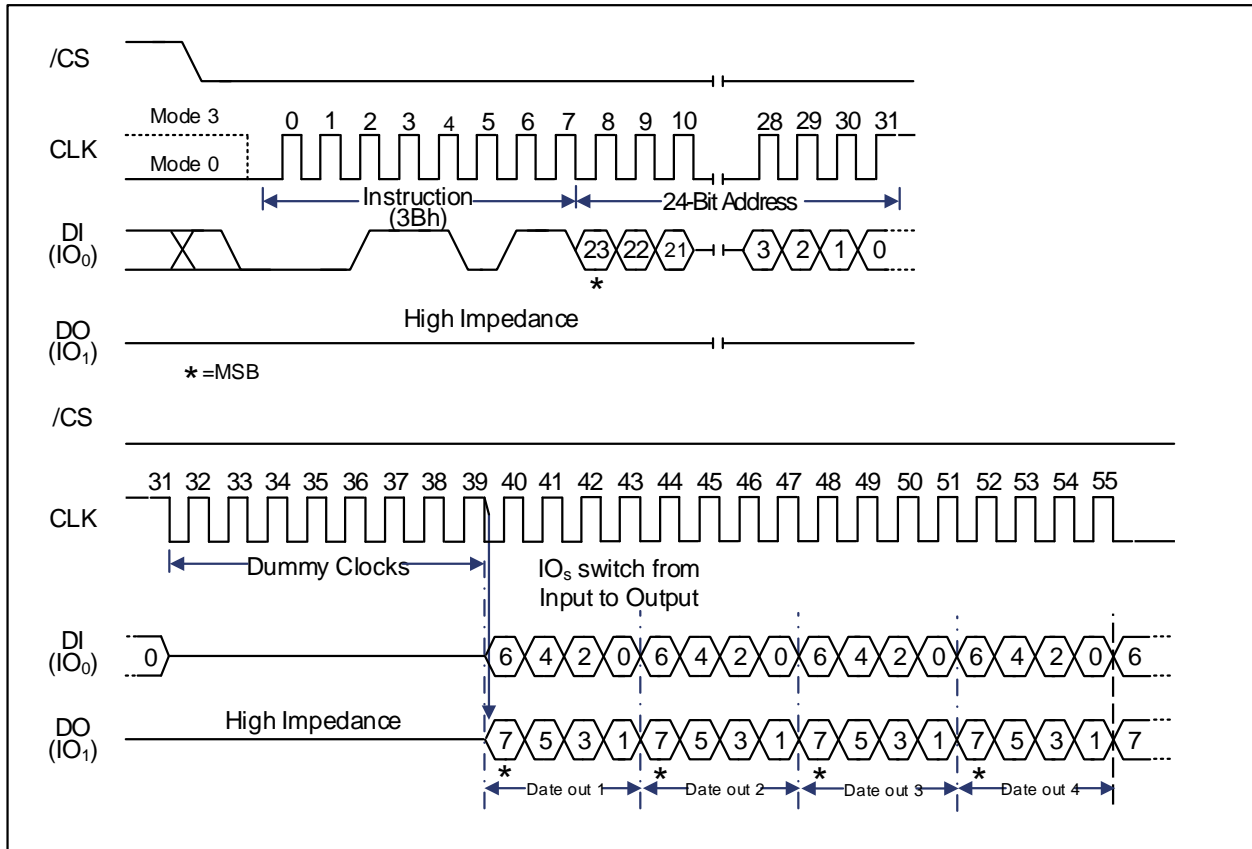 /CS
Mode 3
CLK
Mode 0
0 1 2 3 4 5 6 7 8 9 10 28 29 30 31
Instruction
(3Bh)
24-Bit Address
DI
(IO0)
23 22 21 3 2 1 0
*
High Impedance
DO
(IO1)
* =MSB
/CS
31 32 33 34 35 36 37 38 39 40 41 42 43 44 45 46 47 48 49 50 51 52 53 54 55
CLK
Dummy Clocks
IOs switch from
Input to Output
DI
(IO0)
0 6 4 2 0 6 4 2 0 6 4 2 0 6 4 2 0 6
High Impedance
DO
(IO1)
7 5 3 1 7 5 3 1 7 5 3 1 7 5 3 1 7
* * * *
Date out 1 Date out 2 Date out 3 Date out 4